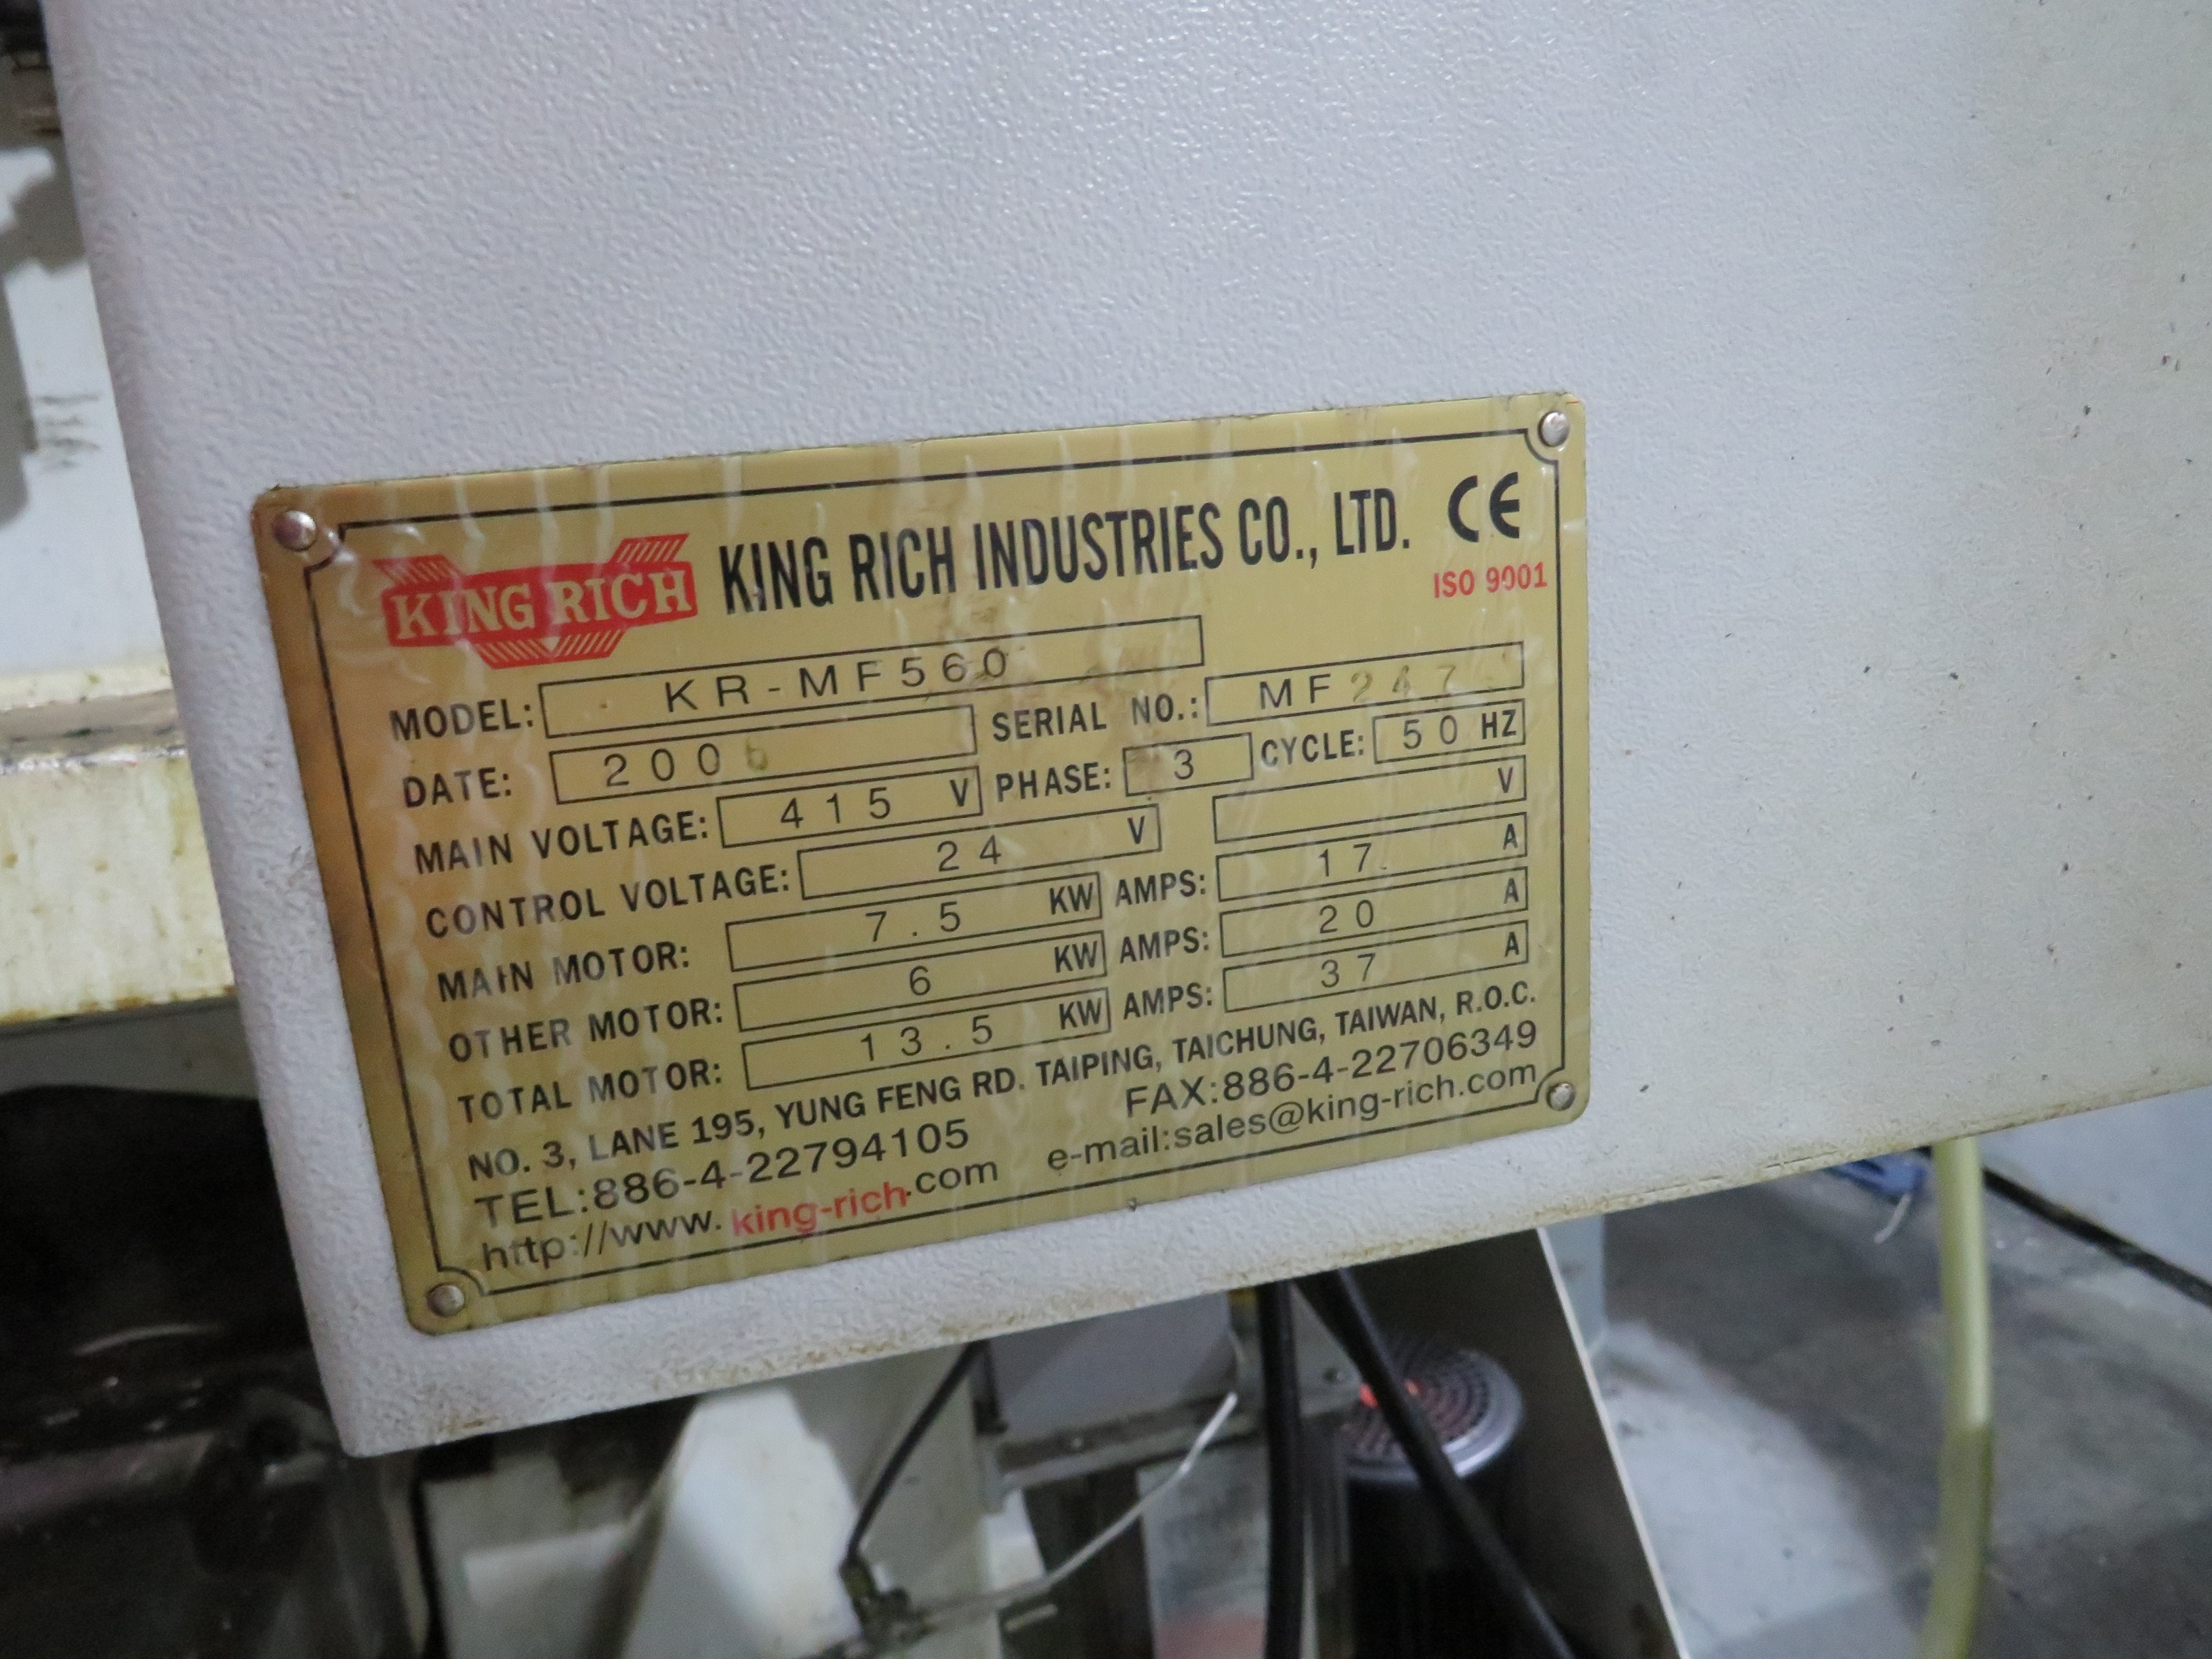 KING RICH KING RICH INDUSTRIES CO., LTD. CE
ISO 9001
MODEL: KR-MF560
DATE: 2006 SERIAL NO.: MF247
MAIN VOLTAGE: 415 V PHASE: 3 CYCLE: 50 HZ
CONTROL VOLTAGE: 24 V V
MAIN MOTOR: 7.5 KW AMPS: 17 A
OTHER MOTOR: 6 KW AMPS: 20 A
TOTAL MOTOR: 13.5 KW AMPS: 37 A
NO. 3, LANE 195, YUNG FENG RD. TAIPING, TAICHUNG, TAIWAN, R.O.C.
TEL:886-4-22794105 FAX:886-4-22706349
http://www.king-rich.com e-mail:sales@king-rich.com